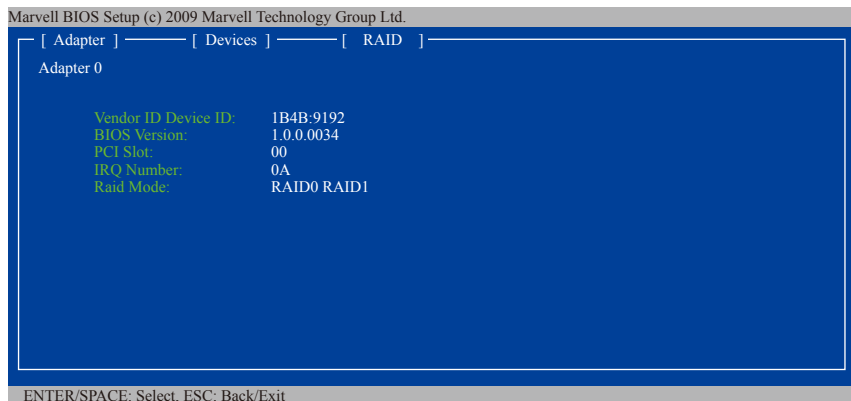 Marvell BIOS Setup (c) 2009 Marvell Technology Group Ltd.
[ Adapter ] [ Devices ] [ RAID ]
Adapter 0
Vendor ID Device ID: 1B4B:9192
BIOS Version: 1.0.0.0034
PCI Slot: 00
IRQ Number: 0A
Raid Mode: RAID0 RAID1
ENTER/SPACE: Select, ESC: Back/Exit